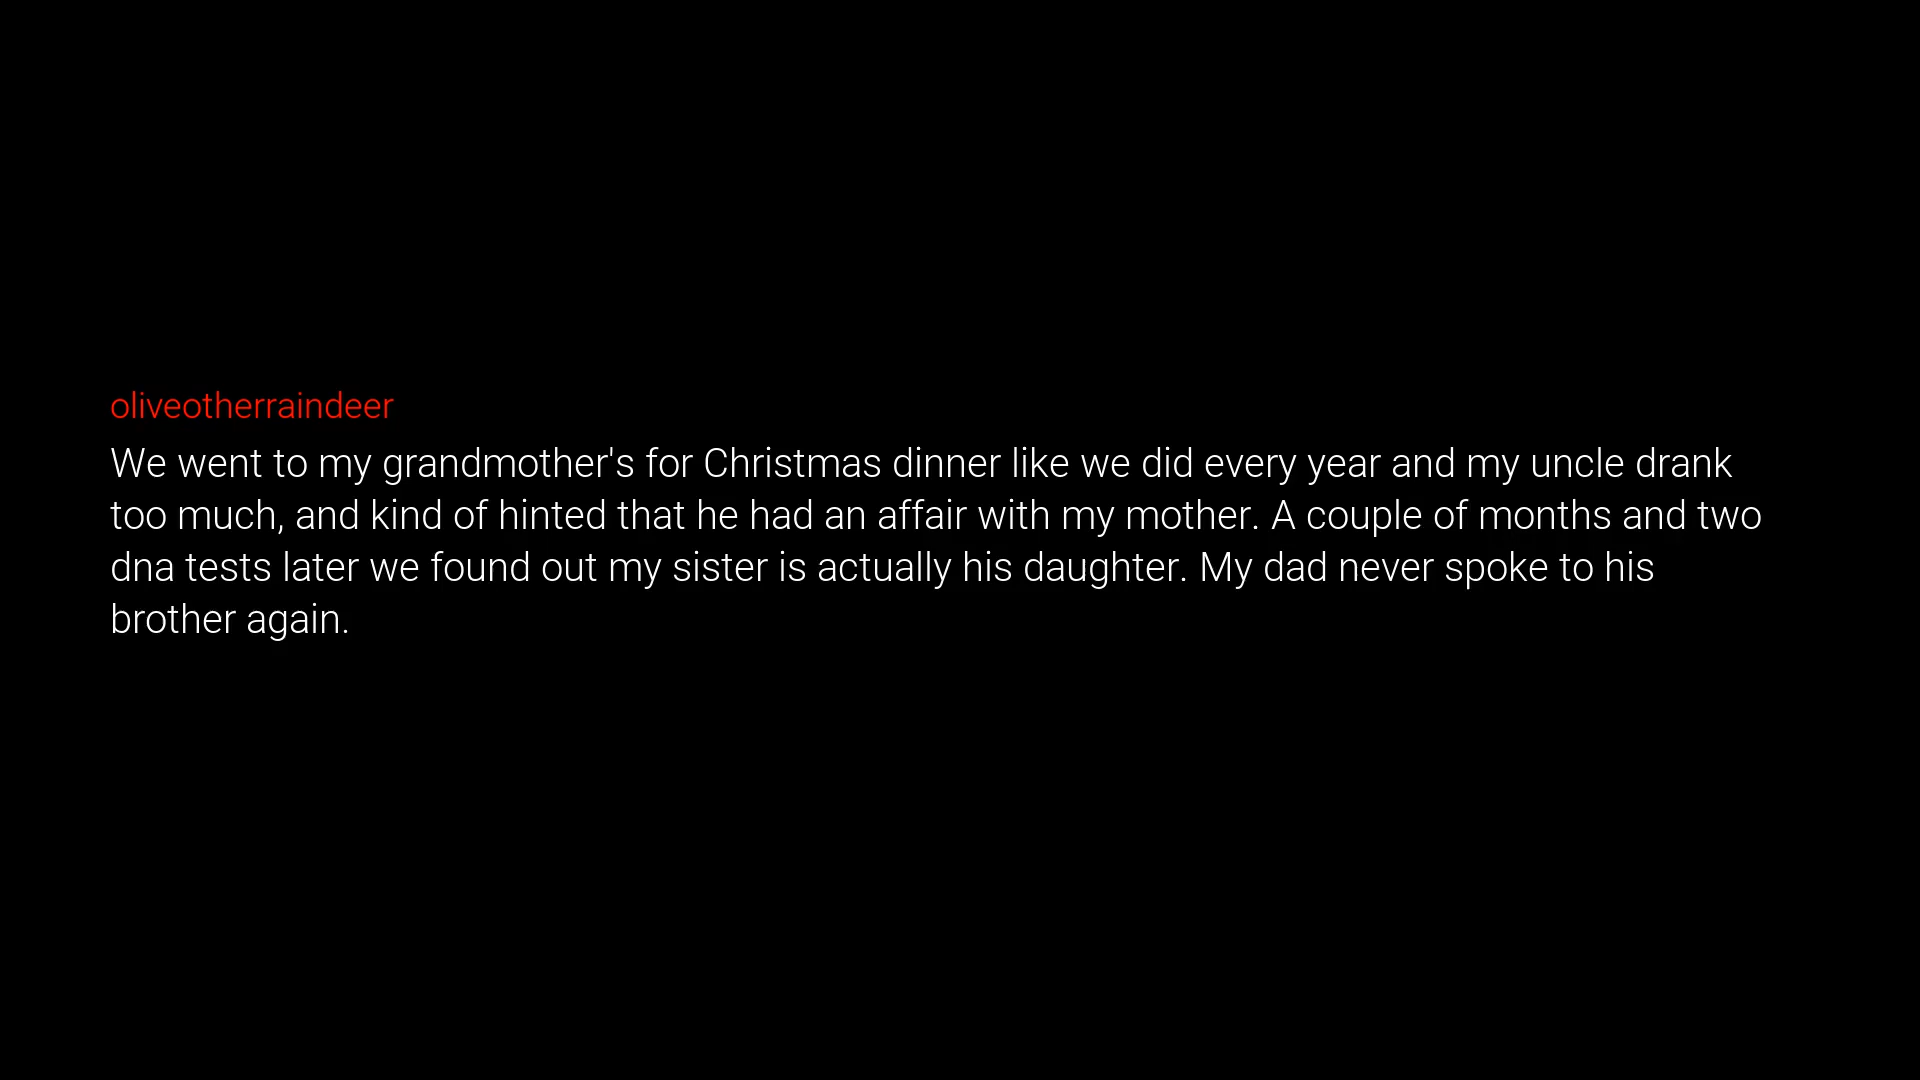 oliveotherraindeer
We went to my grandmother's for Christmas dinner like we did every year and my uncle drank
too much, and kind of hinted that he had an affair with my mother. A couple of months and two
dna tests later we found out my sister is actually his daughter. My dad never spoke to his
brother again.